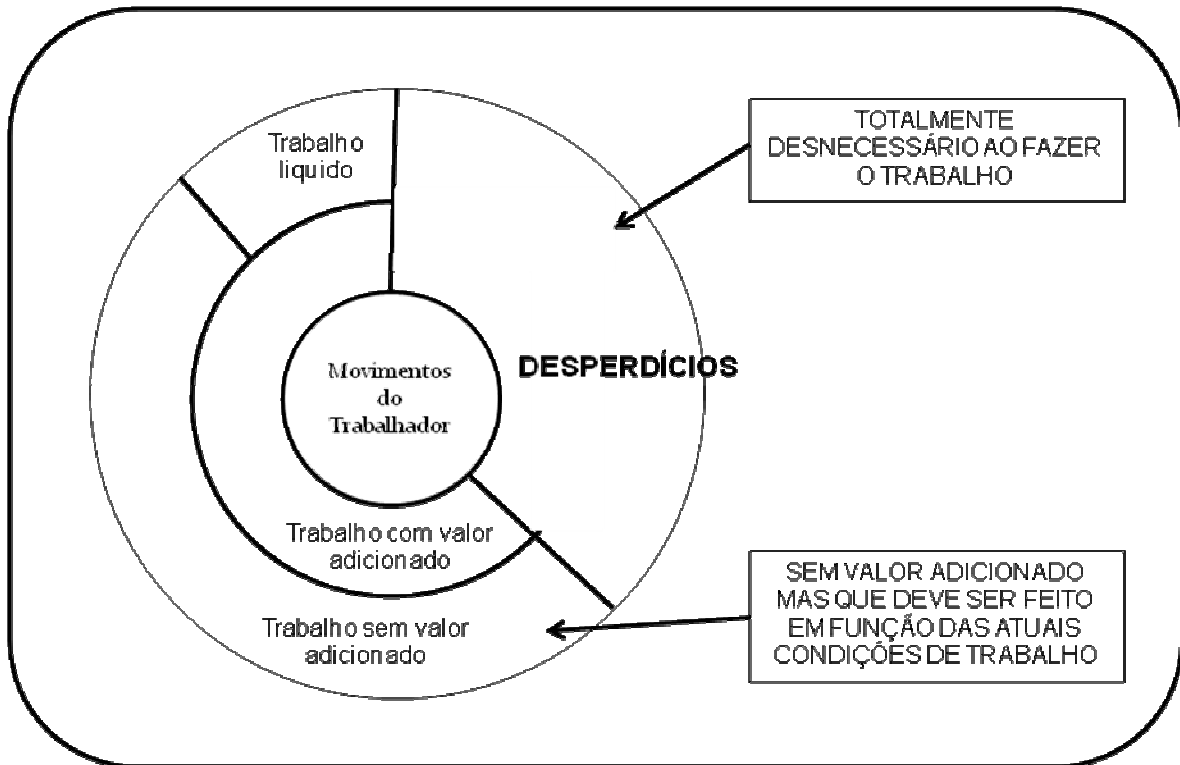 Trabalho
liquido
TOTALMENTE
DESNECESSÁRIO AO FAZER
O TRABALHO
DESPERDÍCIOS
Movimentos
do
Trabalhador
Trabalho com valor
adicionado
Trabalho sem valor
adicionado
SEM VALOR ADICIONADO
MAS QUE DEVE SER FEITO
EM FUNÇÃO DAS ATUAIS
CONDIÇÕES DE TRABALHO